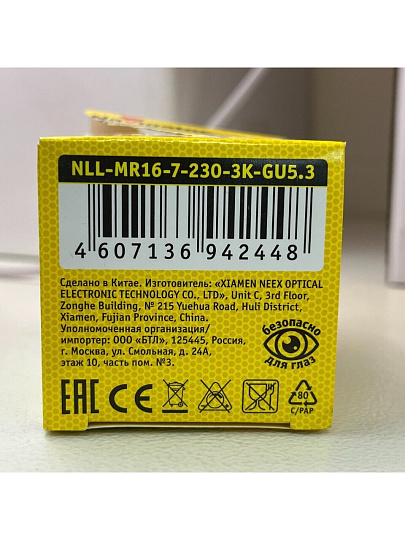 NLL-MR16-7-230-3K-GU5.3
4 607136 942448
Сделано в Китае. Изготовитель: «XIAMEN NEEX OPTICAL
ELECTRONIC TECHNOLOGY CO., LTD», Unit C, 3rd Floor,
Zonghe Building, № 215 Yuehua Road, Huli District,
Xiamen, Fujian Province, China.
Уполномоченная организация/
импортер: ООО «БТЛ», 125445, Россия,
г. Москва, ул. Смольная, д. 24А,
этаж 10, часть пом. №3.
безопасно
для глаз
EAC CE
80
C/PAP